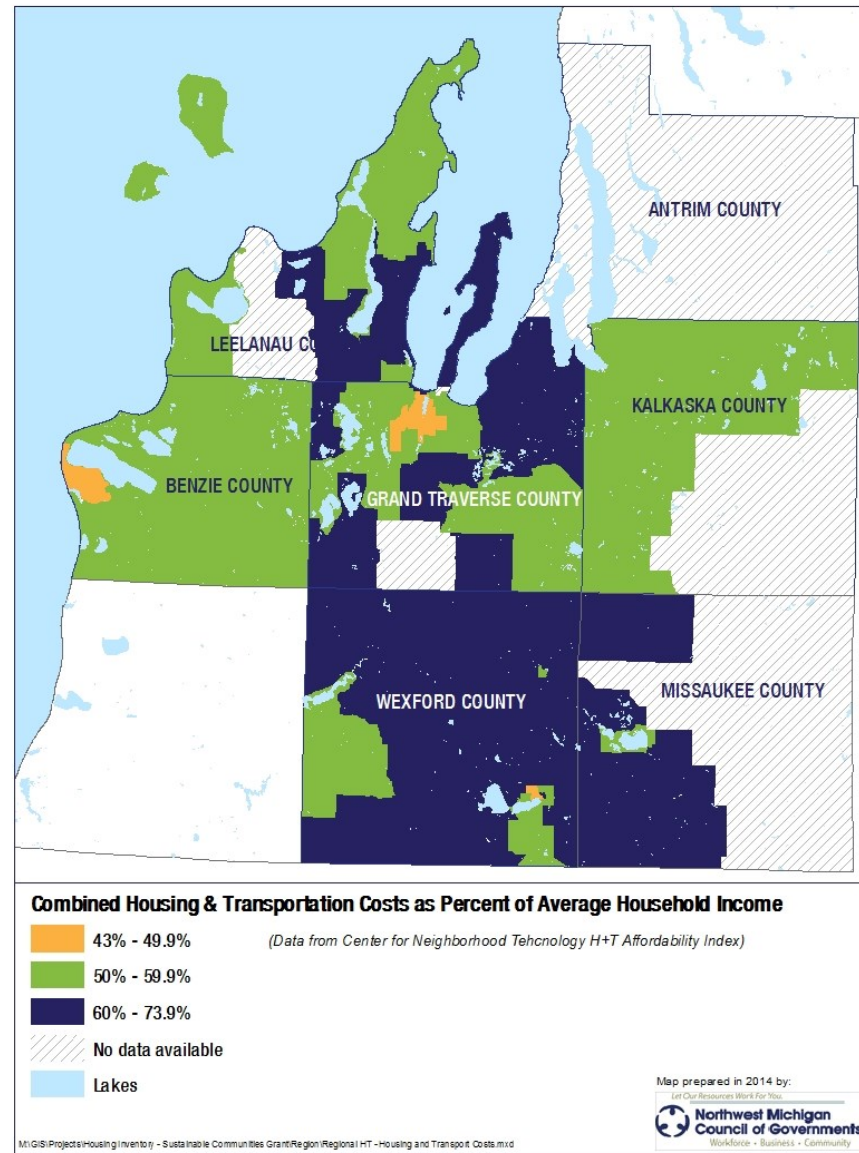 ANTRIM COUNTY
LEELANAU CO
KALKASKA COUNTY
BENZIE COUNTY
GRAND TRAVERSE COUNTY
WEXFORD COUNTY
MISSAUKEE COUNTY
Combined Housing & Transportation Costs as Percent of Average Household Income
43% - 49.9%
(Data from Center for Neighborhood Tehcnology H+T Affordability Index)
50% - 59.9%
60% - 73.9%
No data available
Lakes
Map prepared in 2014 by:
Let Our Resources Work For You.
Northwest Michigan
Council of Governments
Workforce • Business • Community
M:\GIS\Projects\Housing Inventory - Sustainable Communities Grant\Region\Regional HT - Housing and Transport Costs.mxd